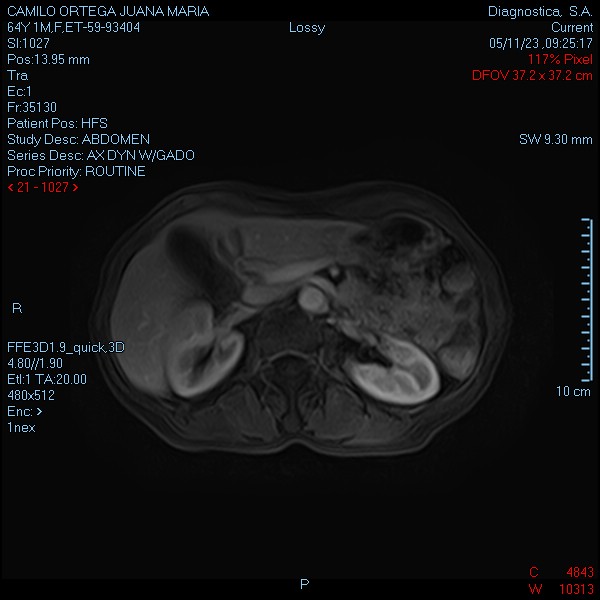 CAMILO ORTEGA JUANA MARIA
64Y 1M,F,ET-59-93404
SI:1027
Pos:13.95 mm
Tra
Ec:1
Fr:35130
Patient Pos: HFS
Study Desc: ABDOMEN
Series Desc: AX DYN W/GADO
Proc Priority: ROUTINE
< 21 - 1027 >
Lossy
Diagnostica, S.A.
Current
05/11/23 ,09:25:17
117% Pixel
DFOV 37.2 x 37.2 cm
SW 9.30 mm
R
10 cm
FFE3D1.9_quick,3D
4.80//1.90
Etl:1 TA:20.00
480x512
Enc: >
1nex
P
C 4843
W 10313